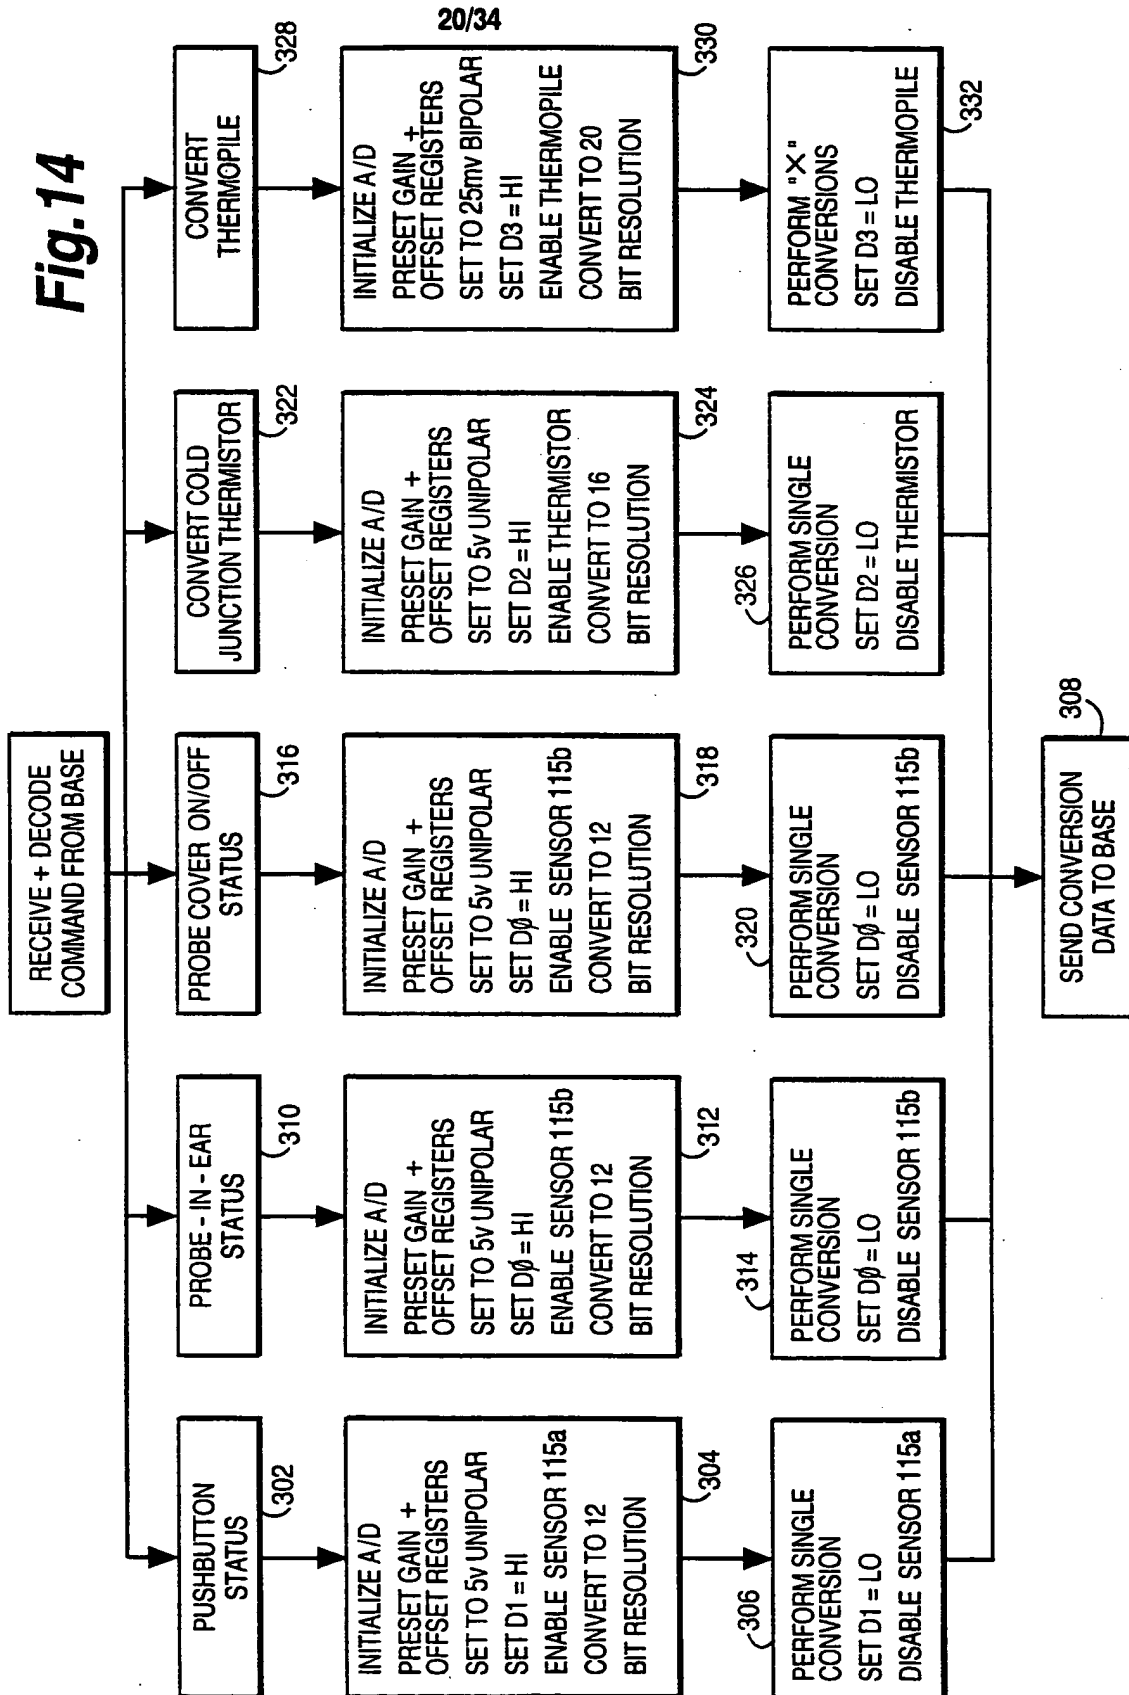 20/34
Fig.14
RECEIVE + DECODE
COMMAND FROM BASE
PUSHBUTTON
STATUS
302
INITIALIZE A/D
PRESET GAIN +
OFFSET REGISTERS
SET TO 5v UNIPOLAR
SET D1 = HI
ENABLE SENSOR 115a
CONVERT TO 12
BIT RESOLUTION
304
306
PERFORM SINGLE
CONVERSION
SET D1 = LO
DISABLE SENSOR 115a
PROBE - IN - EAR
STATUS
310
INITIALIZE A/D
PRESET GAIN +
OFFSET REGISTERS
SET TO 5v UNIPOLAR
SET DØ = HI
ENABLE SENSOR 115b
CONVERT TO 12
BIT RESOLUTION
312
314
PERFORM SINGLE
CONVERSION
SET DØ = LO
DISABLE SENSOR 115b
PROBE COVER ON/OFF
STATUS
316
INITIALIZE A/D
PRESET GAIN +
OFFSET REGISTERS
SET TO 5v UNIPOLAR
SET DØ = HI
ENABLE SENSOR 115b
CONVERT TO 12
BIT RESOLUTION
318
320
PERFORM SINGLE
CONVERSION
SET DØ = LO
DISABLE SENSOR 115b
CONVERT COLD
JUNCTION THERMISTOR
322
INITIALIZE A/D
PRESET GAIN +
OFFSET REGISTERS
SET TO 5v UNIPOLAR
SET D2 = HI
ENABLE THERMISTOR
CONVERT TO 16
BIT RESOLUTION
324
326
PERFORM SINGLE
CONVERSION
SET D2 = LO
DISABLE THERMISTOR
CONVERT
THERMOPILE
328
INITIALIZE A/D
PRESET GAIN +
OFFSET REGISTERS
SET TO 25mv BIPOLAR
SET D3 = HI
ENABLE THERMOPILE
CONVERT TO 20
BIT RESOLUTION
330
PERFORM "X"
CONVERSIONS
SET D3 = LO
DISABLE THERMOPILE
332
SEND CONVERSION
DATA TO BASE
308